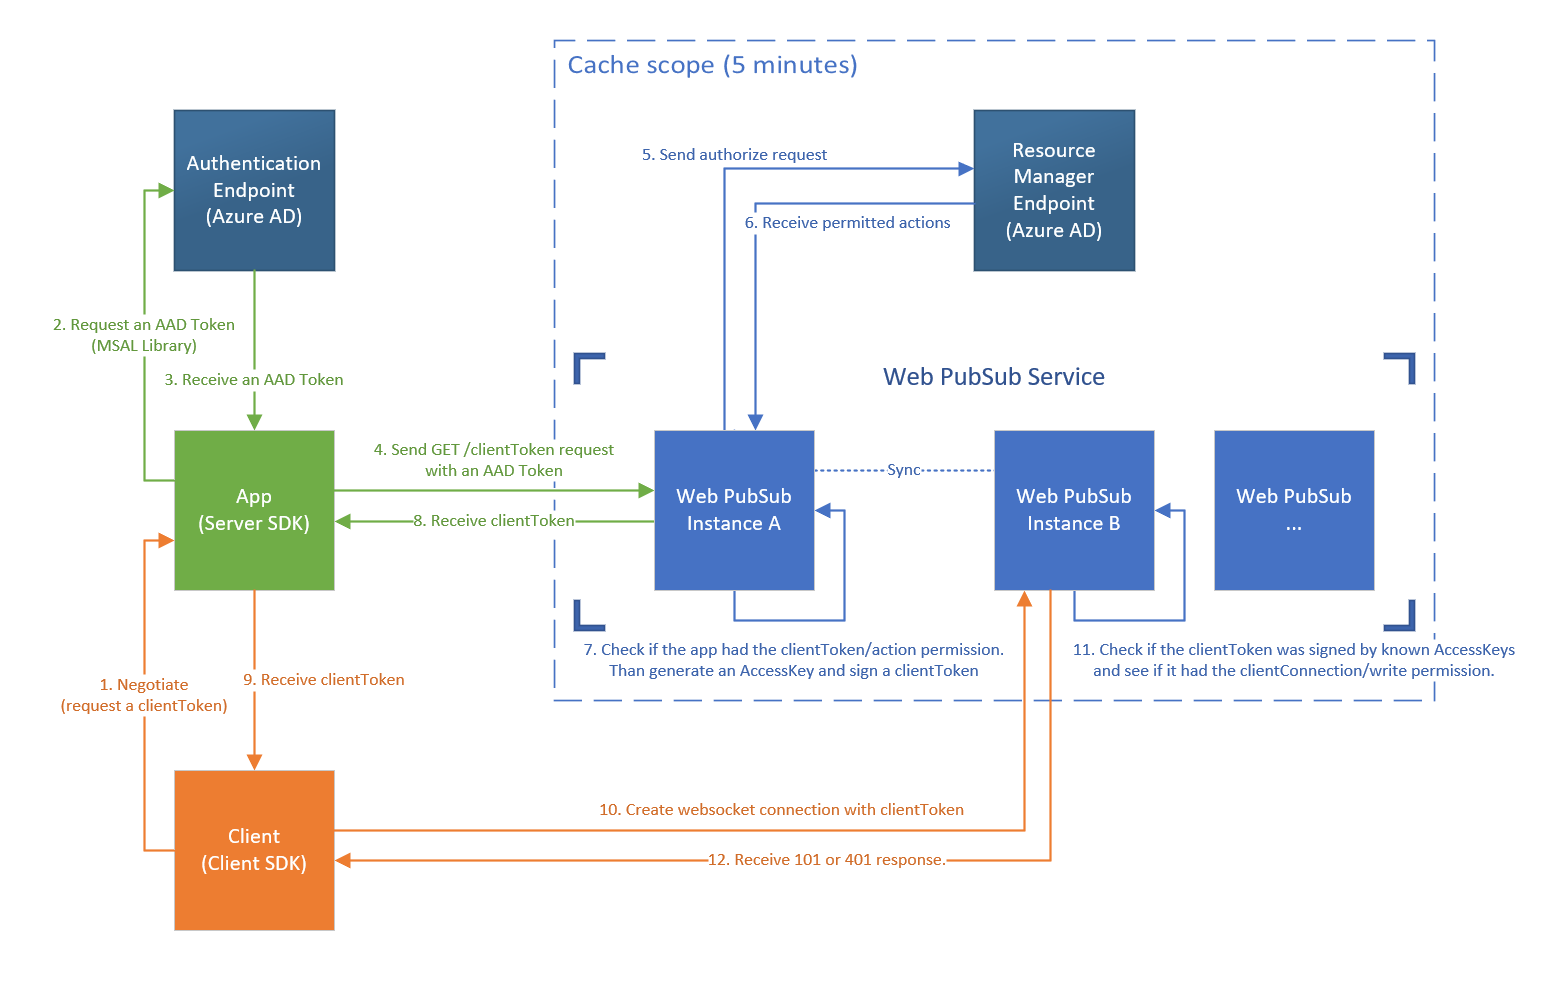 Cache scope (5 minutes)
Authentication
Endpoint
(Azure AD)
5. Send authorize request
Resource
Manager
Endpoint
(Azure AD)
6. Receive permitted actions
2. Request an AAD Token
(MSAL Library)
3. Receive an AAD Token
Web PubSub Service
4. Send GET /clientToken request
with an AAD Token
App
(Server SDK)
8. Receive clientToken
Web PubSub
Instance A
Sync
Web PubSub
Instance B
Web PubSub
...
7. Check if the app had the clientToken/action permission.
Than generate an AccessKey and sign a clientToken
11. Check if the clientToken was signed by known AccessKeys
and see if it had the clientConnection/write permission.
1. Negotiate
(request a clientToken)
9. Receive clientToken
10. Create websocket connection with clientToken
Client
(Client SDK)
12. Receive 101 or 401 response.